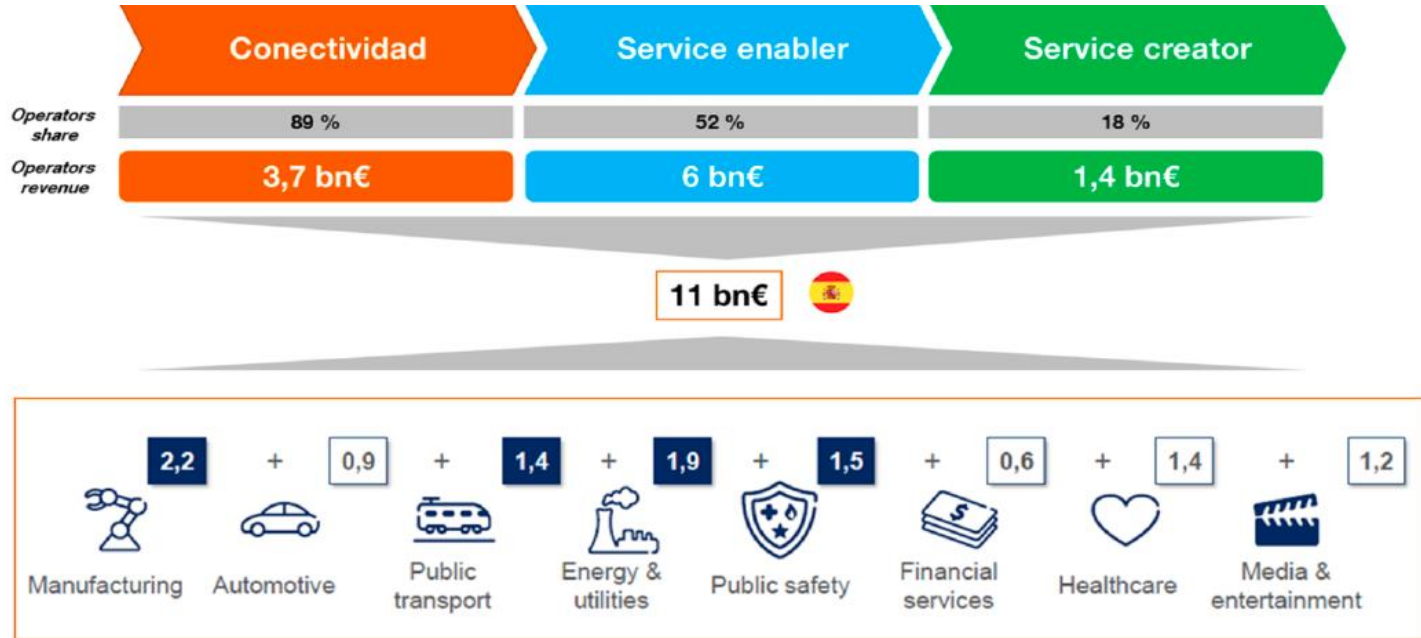 Conectividad
Service enabler
Service creator
Operators
share
89 %
52 %
18 %
Operators
revenue
3,7 bn€
6 bn€
1,4 bn€
11 bn€
2,2 + 0,9 + 1,4 + 1,9 + 1,5 + 0,6 + 1,4 + 1,2
$
Manufacturing
Automotive
Public
transport
Energy &
utilities
Public safety
Financial
services
Healthcare
Media &
entertainment